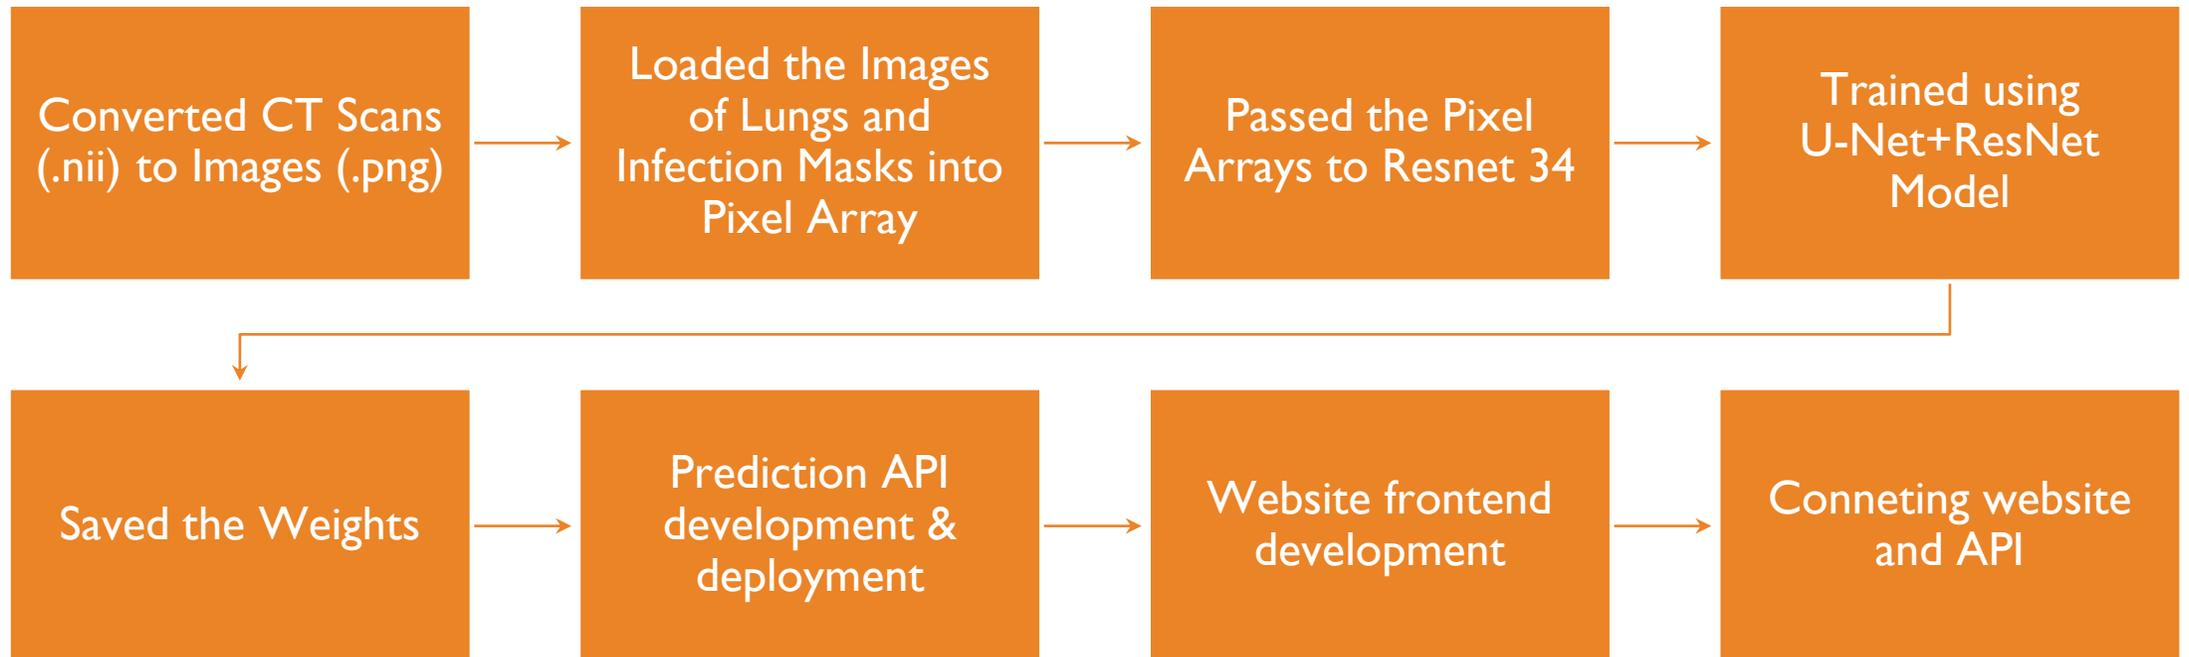 Converted CT Scans
(.nii) to Images (.png)
Loaded the Images
of Lungs and
Infection Masks into
Pixel Array
Passed the Pixel
Arrays to Resnet 34
Trained using
U-Net+ResNet
Model
Saved the Weights
Prediction API
development &
deployment
Website frontend
development
Conneting website
and API